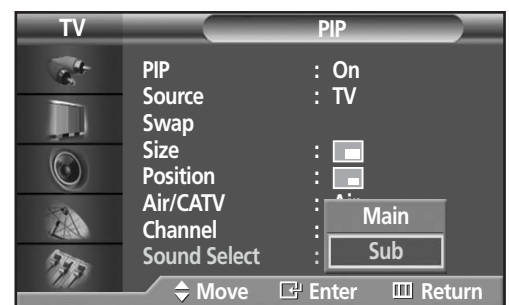 TV PIP
PIP : On
Source : TV
Swap
Size :
Position :
Air/CATV :
Channel : Main
Sound Select : Sub
Move Enter Return